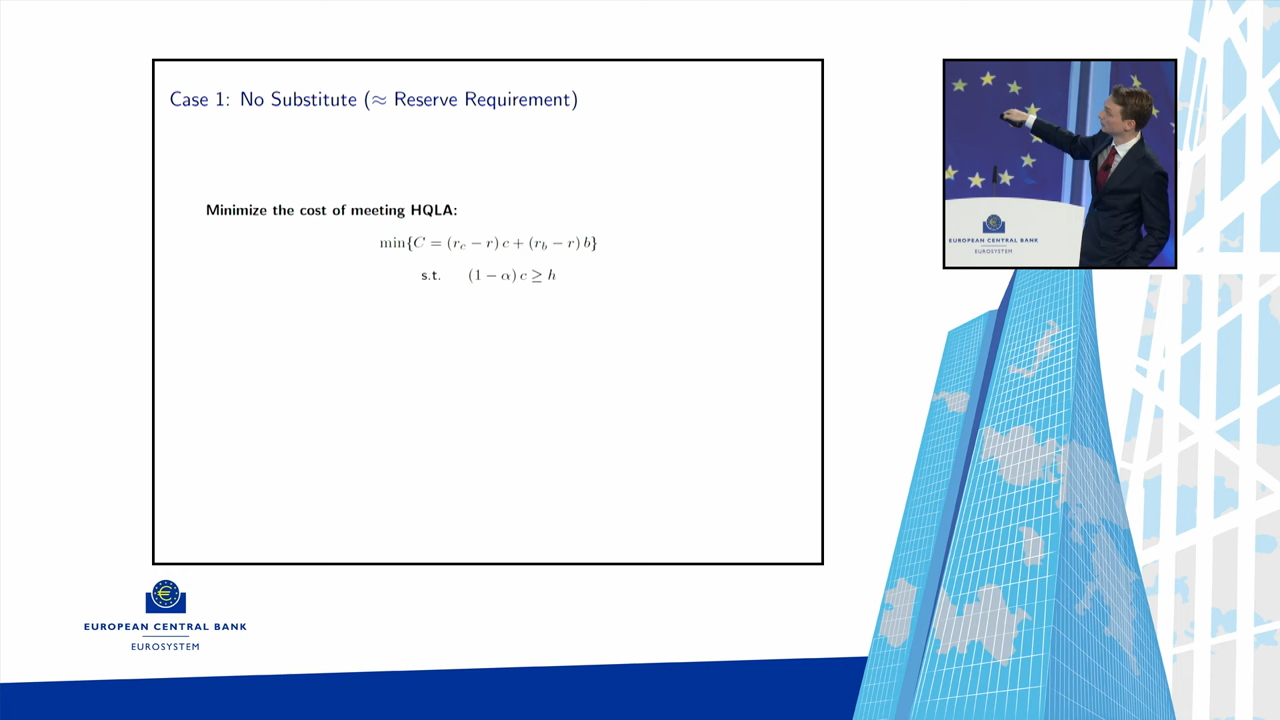 Case 1: No Substitute (≈ Reserve Requirement)
Minimize the cost of meeting HQLA:
min{C = (r_c − r) c + (r_b − r) b}
s.t. (1 − α) c ≥ h
EUROPEAN CENTRAL BANK
EUROSYSTEM
EUROPEAN CENTRAL BANK
EUROSYSTEM